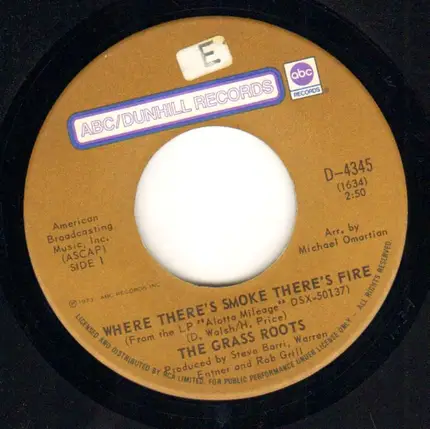 E
ABC/DUNHILL RECORDS
abc
RECORDS
D-4345
(1634)
2:50
American
Broadcasting
Music, Inc.
(ASCAP)
SIDE 1
Arr. by
Michael Omartian
WHERE THERE'S SMOKE THERE'S FIRE
(From the LP "Alotta Mileage" DSX-50137)
(D. Walsh/H. Price)
THE GRASS ROOTS
Produced by Steve Barri, Warren
Entner and Rob Grill
LIMITED. FOR PUBLIC PERFORMANCE UNDER LICENSE ONLY - ALL RIGHTS RESERVED.
LICENSED AND DISTRIBUTED BY
ABC RECORDS INC.